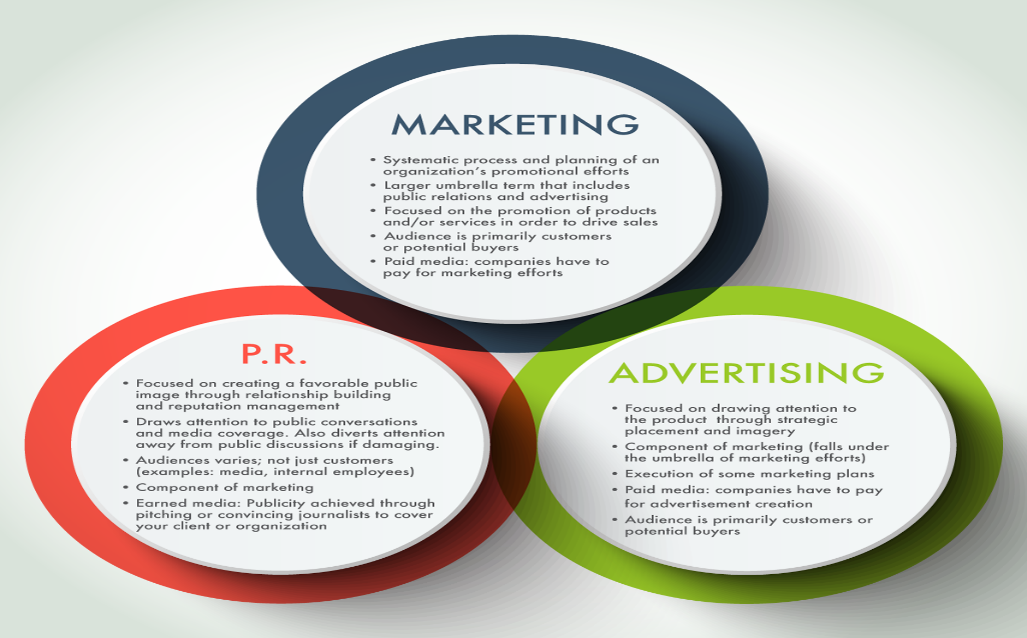 MARKETING
• Systematic process and planning of an
organization's promotional efforts
• Larger umbrella term that includes
public relations and advertising
• Focused on the promotion of products
and/or services in order to drive sales
• Audience is primarily customers
or potential buyers
• Paid media: companies have to
pay for marketing efforts
P.R.
• Focused on creating a favorable public
image through relationship building
and reputation management
• Draws attention to public conversations
and media coverage. Also diverts attention
away from public discussions if damaging.
• Audiences varies; not just customers
(examples: media, internal employees)
• Component of marketing
• Earned media: Publicity achieved through
pitching or convincing journalists to cover
your client or organization
ADVERTISING
• Focused on drawing attention to
the product through strategic
placement and imagery
• Component of marketing (falls under
the umbrella of marketing efforts)
• Execution of some marketing plans
• Paid media: companies have to pay
for advertisement creation
• Audience is primarily customers or
potential buyers